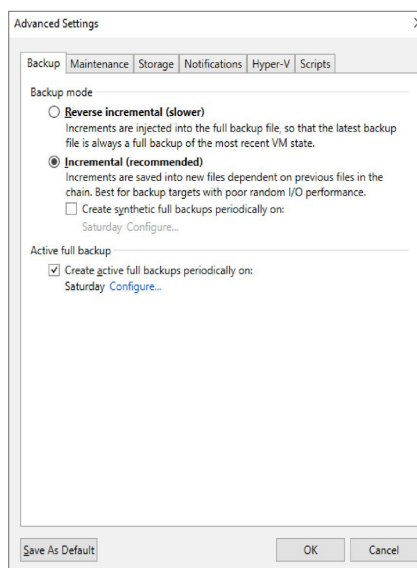 Advanced Settings
Backup Maintenance Storage Notifications Hyper-V Scripts
Backup mode
Reverse incremental (slower)
Increments are injected into the full backup file, so that the latest backup
file is always a full backup of the most recent VM state.
Incremental (recommended)
Increments are saved into new files dependent on previous files in the
chain. Best for backup targets with poor random I/O performance.
Create synthetic full backups periodically on:
Saturday Configure...
Active full backup
Create active full backups periodically on:
Saturday Configure...
Save As Default OK Cancel